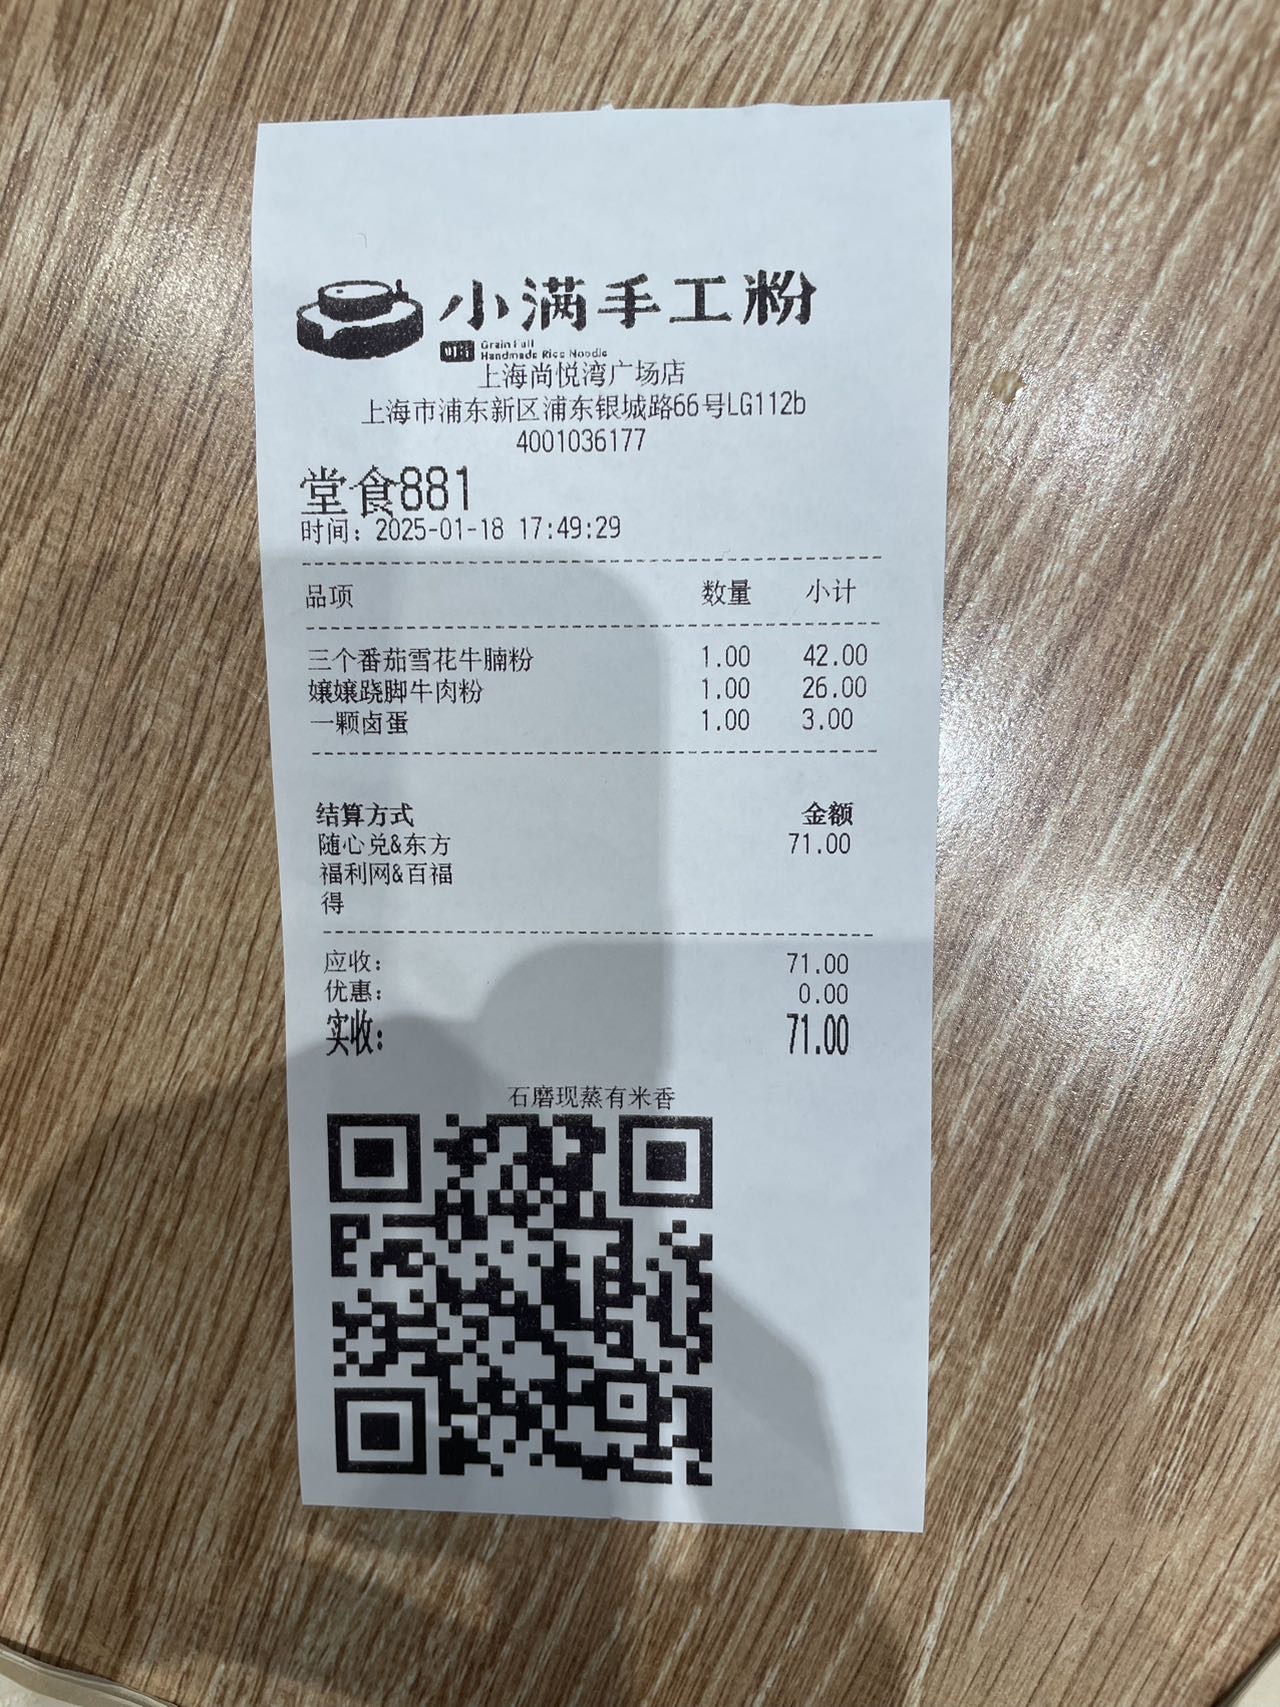 小满手工粉
Grain Full
Handmade Rice Noodle
上海尚悦湾广场店
上海市浦东新区浦东银城路66号LG112b
4001036177
堂食881
时间：2025-01-18 17:49:29
品项 数量 小计
三个番茄雪花牛腩粉 1.00 42.00
嬢嬢跷脚牛肉粉 1.00 26.00
一颗卤蛋 1.00 3.00
结算方式 金额
随心兑&东方 71.00
福利网&百福
得
应收： 71.00
优惠： 0.00
实收： 71.00
石磨现蒸有米香